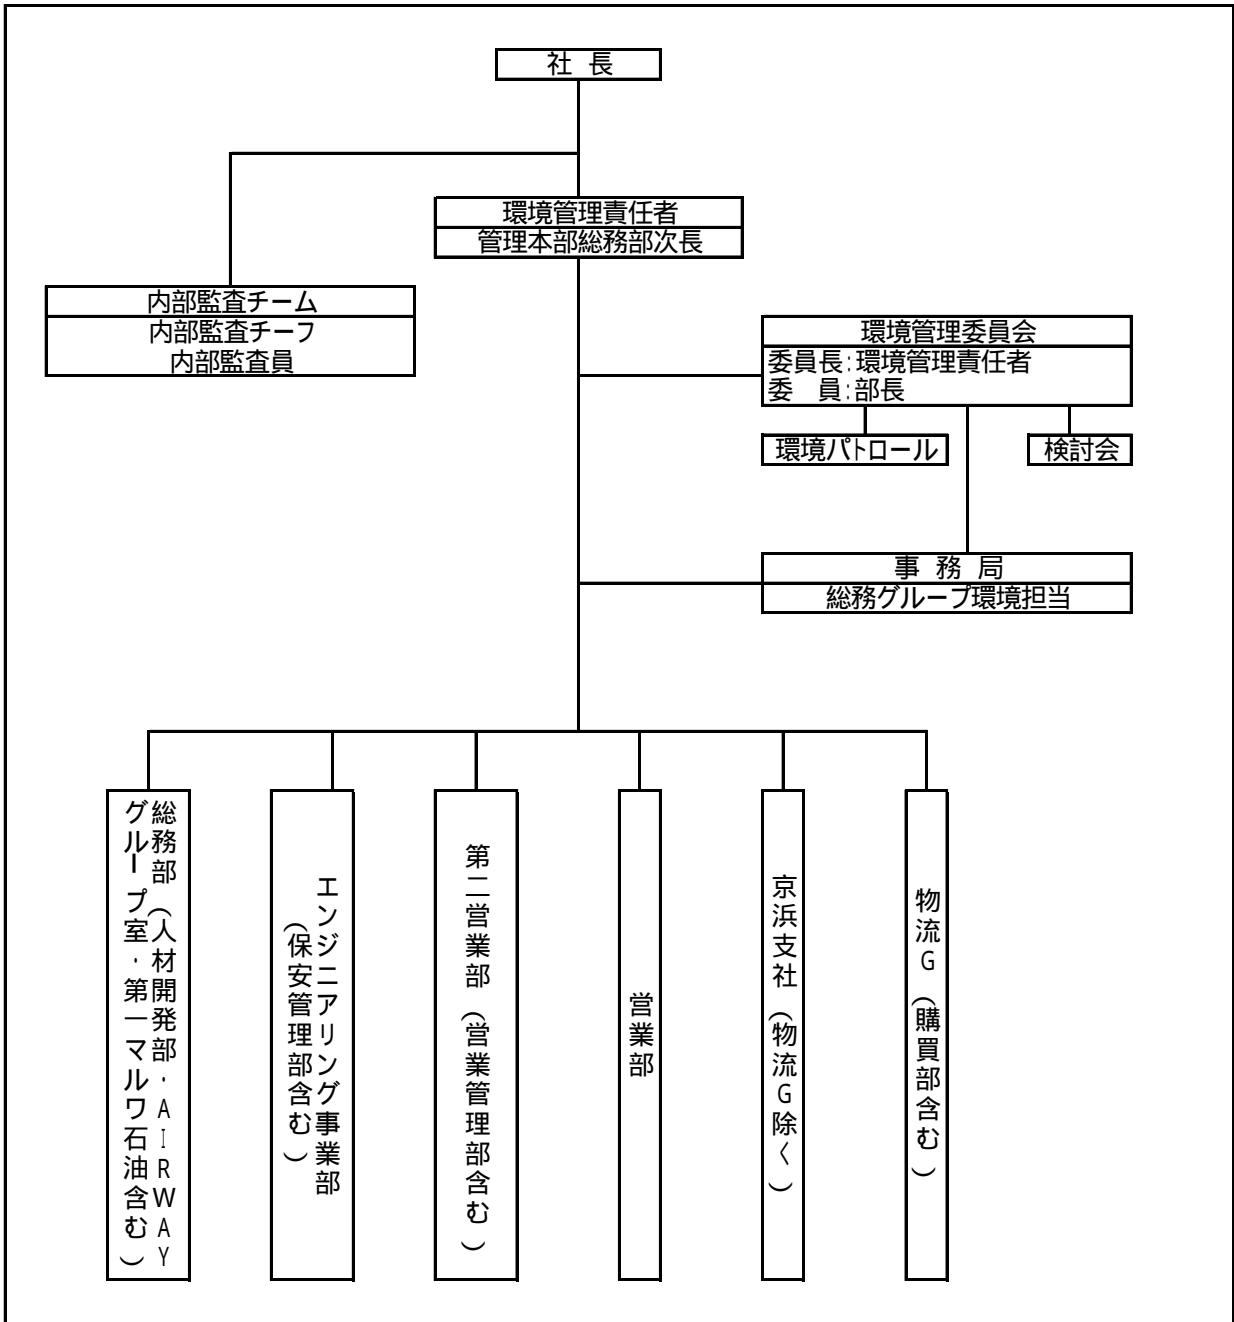 社 長
環境管理責任者
管理本部総務部次長
内部監査チーム
内部監査チーフ
内部監査員
環境管理委員会
委員長:環境管理責任者
委　員:部長
環境パトロール
検討会
事 務 局
総務グループ環境担当
総務部（人材開発部・AIRWAY
グループ室・第一マルワ石油含む）
エンジニアリング事業部
（保安管理部含む）
第二営業部（営業管理部含む）
営業部
京浜支社（物流G除く）
物流G（購買部含む）